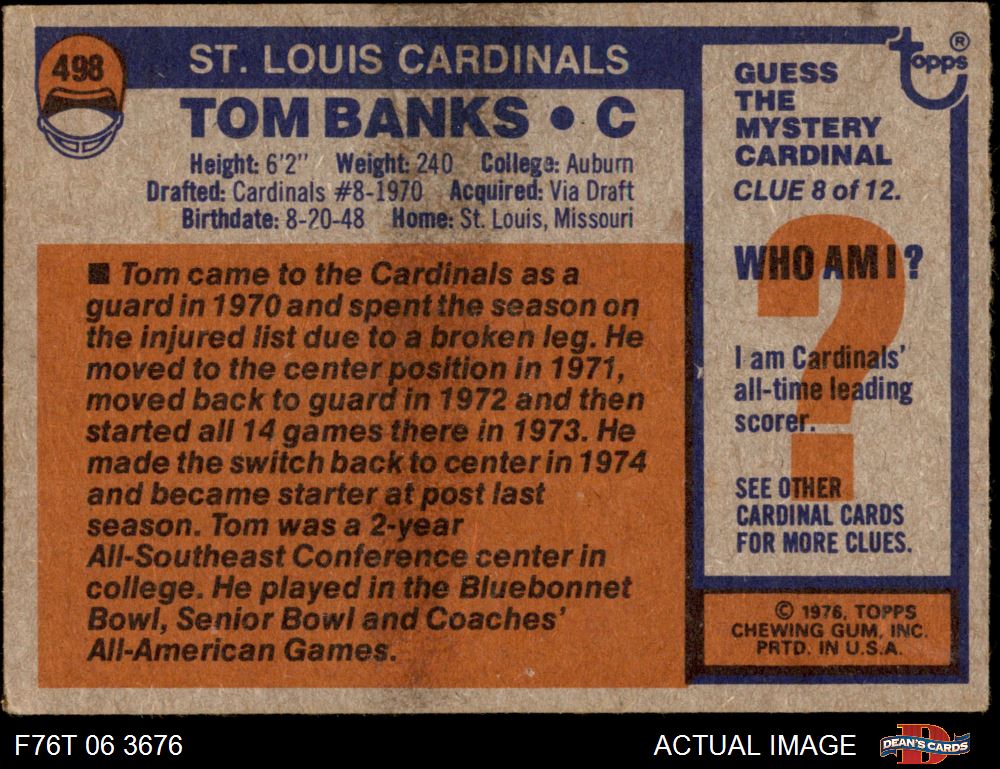 498
ST. LOUIS CARDINALS
TOM BANKS • C
Height: 6'2" Weight: 240 College: Auburn
Drafted: Cardinals #8-1970 Acquired: Via Draft
Birthdate: 8-20-48 Home: St. Louis, Missouri
■ Tom came to the Cardinals as a
guard in 1970 and spent the season on
the injured list due to a broken leg. He
moved to the center position in 1971,
moved back to guard in 1972 and then
started all 14 games there in 1973. He
made the switch back to center in 1974
and became starter at post last
season. Tom was a 2-year
All-Southeast Conference center in
college. He played in the Bluebonnet
Bowl, Senior Bowl and Coaches'
All-American Games.
topps ®
GUESS
THE
MYSTERY
CARDINAL
CLUE 8 of 12.
WHO AM I?
I am Cardinals'
all-time leading
scorer.
SEE OTHER
CARDINAL CARDS
FOR MORE CLUES.
© 1976, TOPPS
CHEWING GUM, INC.
PRTD. IN U.S.A.
F76T 06 3676
ACTUAL IMAGE
D
DEAN'S CARDS